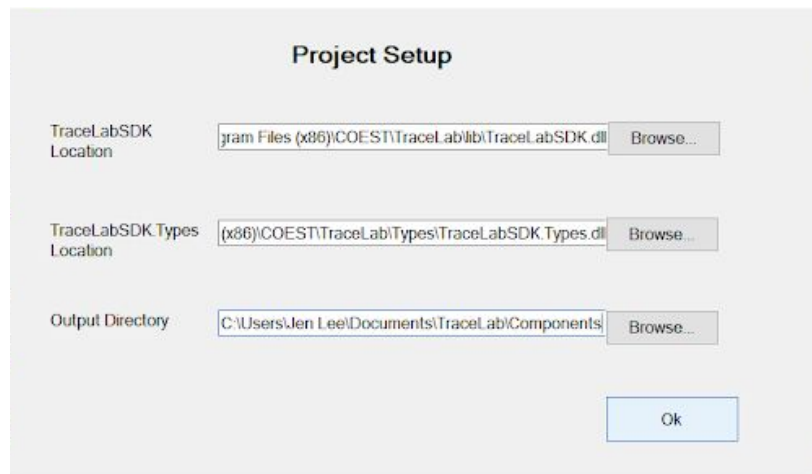 Project Setup
TraceLabSDK
Location
gram Files (x86)\COEST\TraceLab\lib\TraceLabSDK.dll
Browse...
TraceLabSDK.Types
Location
(x86)\COEST\TraceLab\Types\TraceLabSDK.Types.dll
Browse...
Output Directory
C:\Users\Jen Lee\Documents\TraceLab\Components
Browse...
Ok